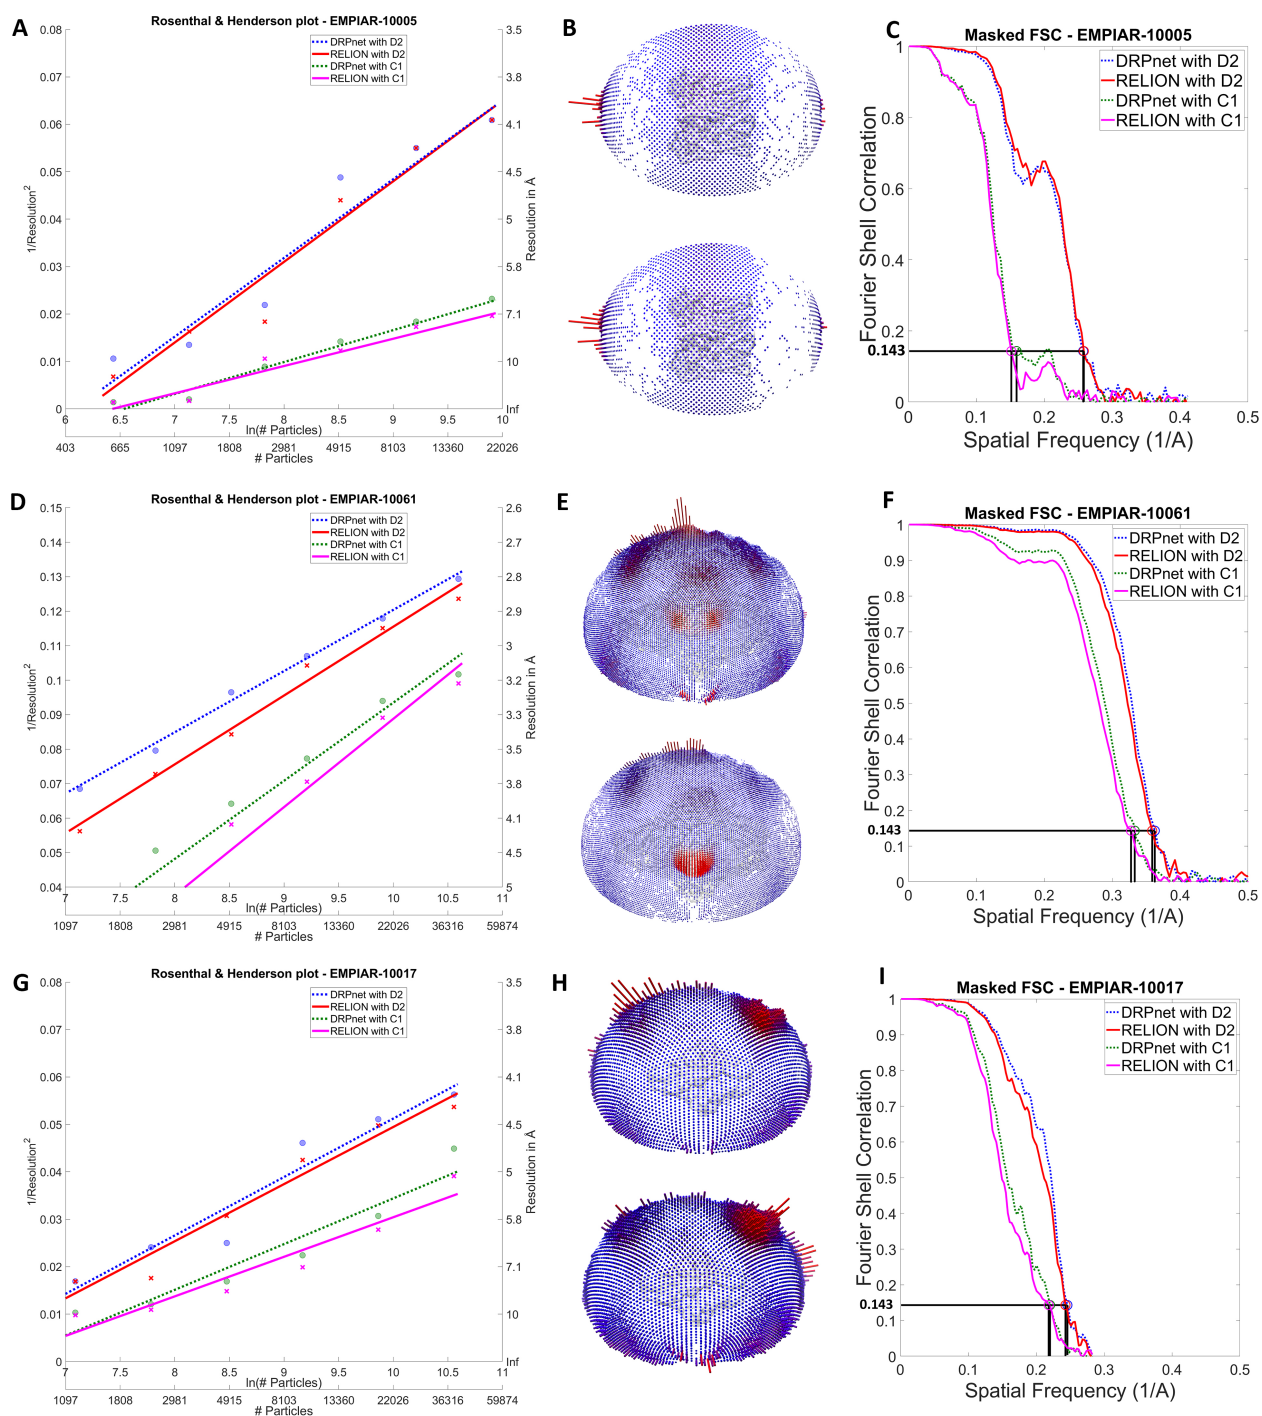 A
Rosenthal & Henderson plot - EMPIAR-10005
DRPnet with D2
RELION with D2
DRPnet with C1
RELION with C1
1/Resolution²
0.08
0.07
0.06
0.05
0.04
0.03
0.02
0.01
0
Resolution in Å
3.5
3.8
4.1
4.5
5
5.8
7.1
10
Inf
6 6.5 7 7.5 8 8.5 9 9.5 10
ln(# Particles)
403 665 1097 1808 2981 4915 8103 13360 22026
# Particles
B
C
Masked FSC - EMPIAR-10005
DRPnet with D2
RELION with D2
DRPnet with C1
RELION with C1
Fourier Shell Correlation
1
0.8
0.6
0.4
0.2
0.143
0
0 0.1 0.2 0.3 0.4 0.5
Spatial Frequency (1/A)
D
Rosenthal & Henderson plot - EMPIAR-10061
DRPnet with D2
RELION with D2
DRPnet with C1
RELION with C1
1/Resolution²
0.15
0.14
0.13
0.12
0.11
0.1
0.09
0.08
0.07
0.06
0.05
0.04
Resolution in Å
2.6
2.7
2.7
2.8
2.9
3
3.2
3.3
3.5
3.8
4.1
4.5
5
7 7.5 8 8.5 9 9.5 10 10.5 11
ln(# Particles)
1097 1808 2981 4915 8103 13360 22026 36316 59874
# Particles
E
F
Masked FSC - EMPIAR-10061
DRPnet with D2
RELION with D2
DRPnet with C1
RELION with C1
Fourier Shell Correlation
1
0.9
0.8
0.7
0.6
0.5
0.4
0.3
0.2
0.143
0.1
0
0 0.1 0.2 0.3 0.4 0.5
Spatial Frequency (1/A)
G
Rosenthal & Henderson plot - EMPIAR-10017
DRPnet with D2
RELION with D2
DRPnet with C1
RELION with C1
1/Resolution²
0.08
0.07
0.06
0.05
0.04
0.03
0.02
0.01
0
Resolution in Å
3.5
3.8
4.1
4.5
5
5.8
7.1
10
Inf
7 7.5 8 8.5 9 9.5 10 10.5 11
ln(# Particles)
1097 1808 2981 4915 8103 13360 22026 36316 59874
# Particles
H
I
Masked FSC - EMPIAR-10017
DRPnet with D2
RELION with D2
DRPnet with C1
RELION with C1
Fourier Shell Correlation
1
0.9
0.8
0.7
0.6
0.5
0.4
0.3
0.2
0.143
0.1
0
0 0.1 0.2 0.3 0.4 0.5
Spatial Frequency (1/A)